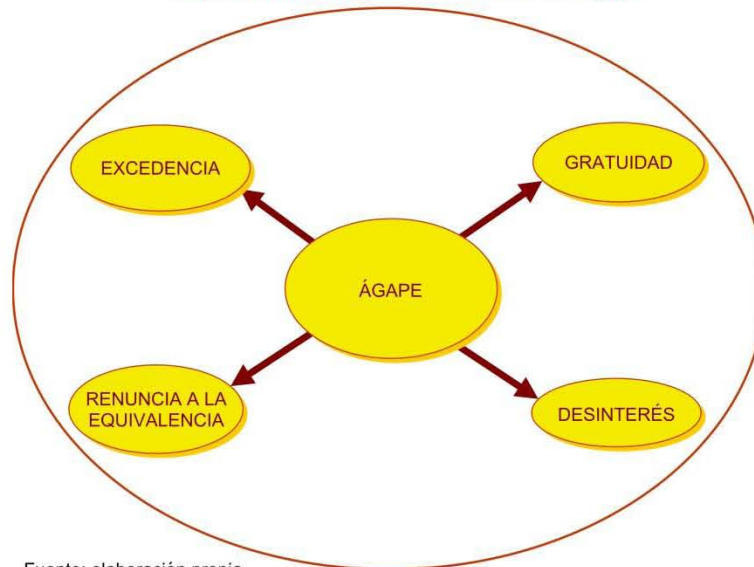 EXCEDENCIA
GRATUIDAD
ÁGAPE
RENUNCIA A LA
EQUIVALENCIA
DESINTERÉS
Fuente: elaboración propia